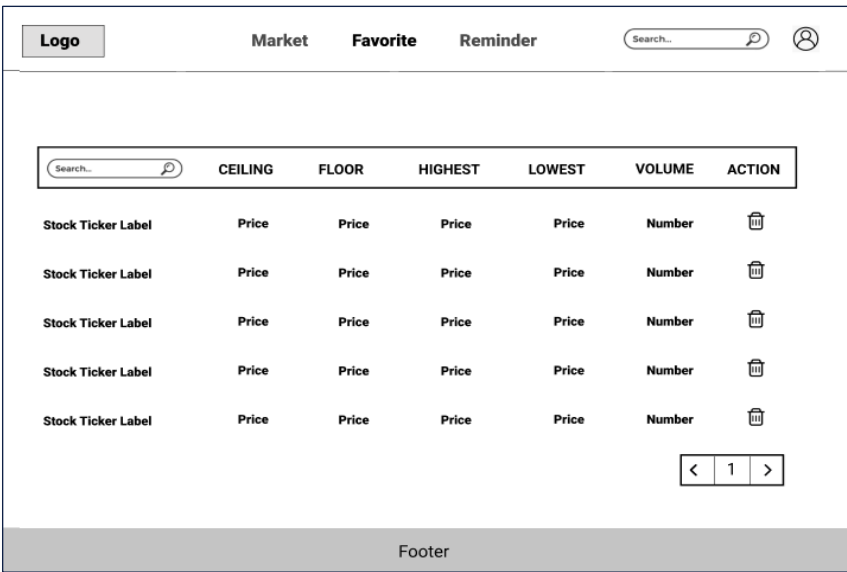 Logo Market Favorite Reminder Search...
Search... CEILING FLOOR HIGHEST LOWEST VOLUME ACTION
Stock Ticker Label Price Price Price Price Number
Stock Ticker Label Price Price Price Price Number
Stock Ticker Label Price Price Price Price Number
Stock Ticker Label Price Price Price Price Number
Stock Ticker Label Price Price Price Price Number
< 1 >
Footer